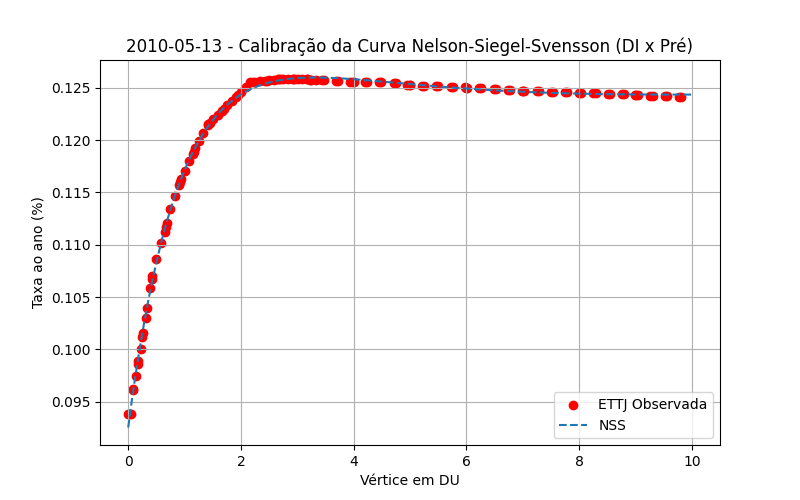 2010-05-13 - Calibração da Curva Nelson-Siegel-Svensson (DI x Pré)
0.125
0.120
0.115
0.110
0.105
0.100
0.095
Taxa ao ano (%)
ETTJ Observada
NSS
0 2 4 6 8 10
Vértice em DU